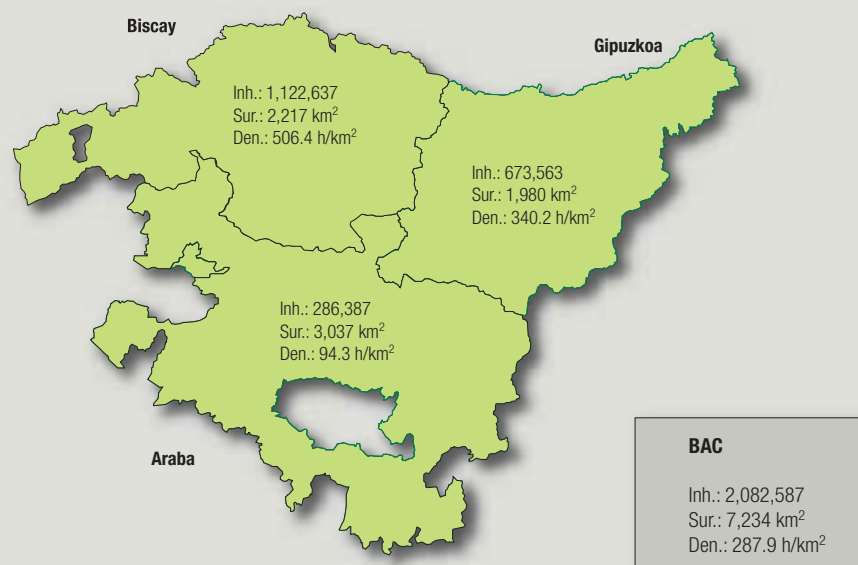 Biscay
Gipuzkoa
Inh.: 1,122,637
Sur.: 2,217 km²
Den.: 506.4 h/km²
Inh.: 673,563
Sur.: 1,980 km²
Den.: 340.2 h/km²
Inh.: 286,387
Sur.: 3,037 km²
Den.: 94.3 h/km²
Araba
BAC
Inh.: 2,082,587
Sur.: 7,234 km²
Den.: 287.9 h/km²